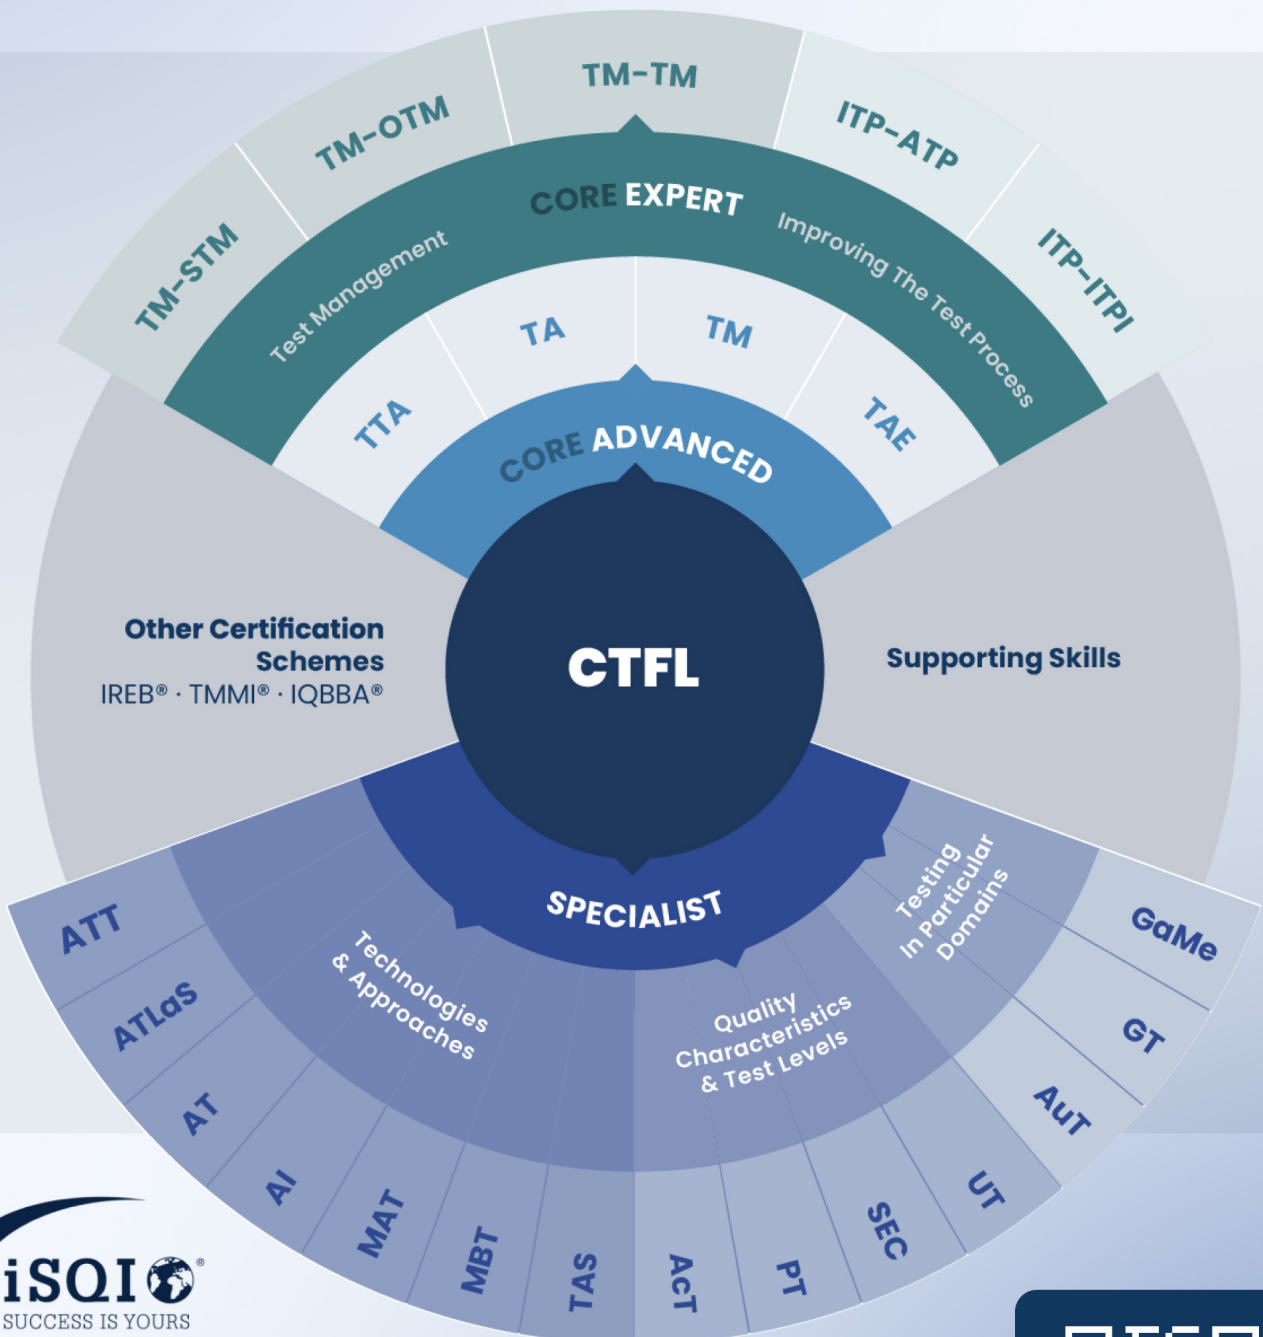 TM-STM
TM-OTM
TM-TM
ITP-ATP
ITP-ITPI
CORE EXPERT
Test Management
Improving The Test Process
TTA
TA
TM
TAE
CORE ADVANCED
CTFL
Other Certification
Schemes
IREB® · TMMI® · IQBBA®
Supporting Skills
SPECIALIST
Technologies
& Approaches
Quality
Characteristics
& Test Levels
Testing
In Particular
Domains
ATT
ATLaS
AT
AI
MAT
MBT
TAS
AcT
PT
SEC
UT
AuT
GT
GaMe
iSQI®
SUCCESS IS YOURS